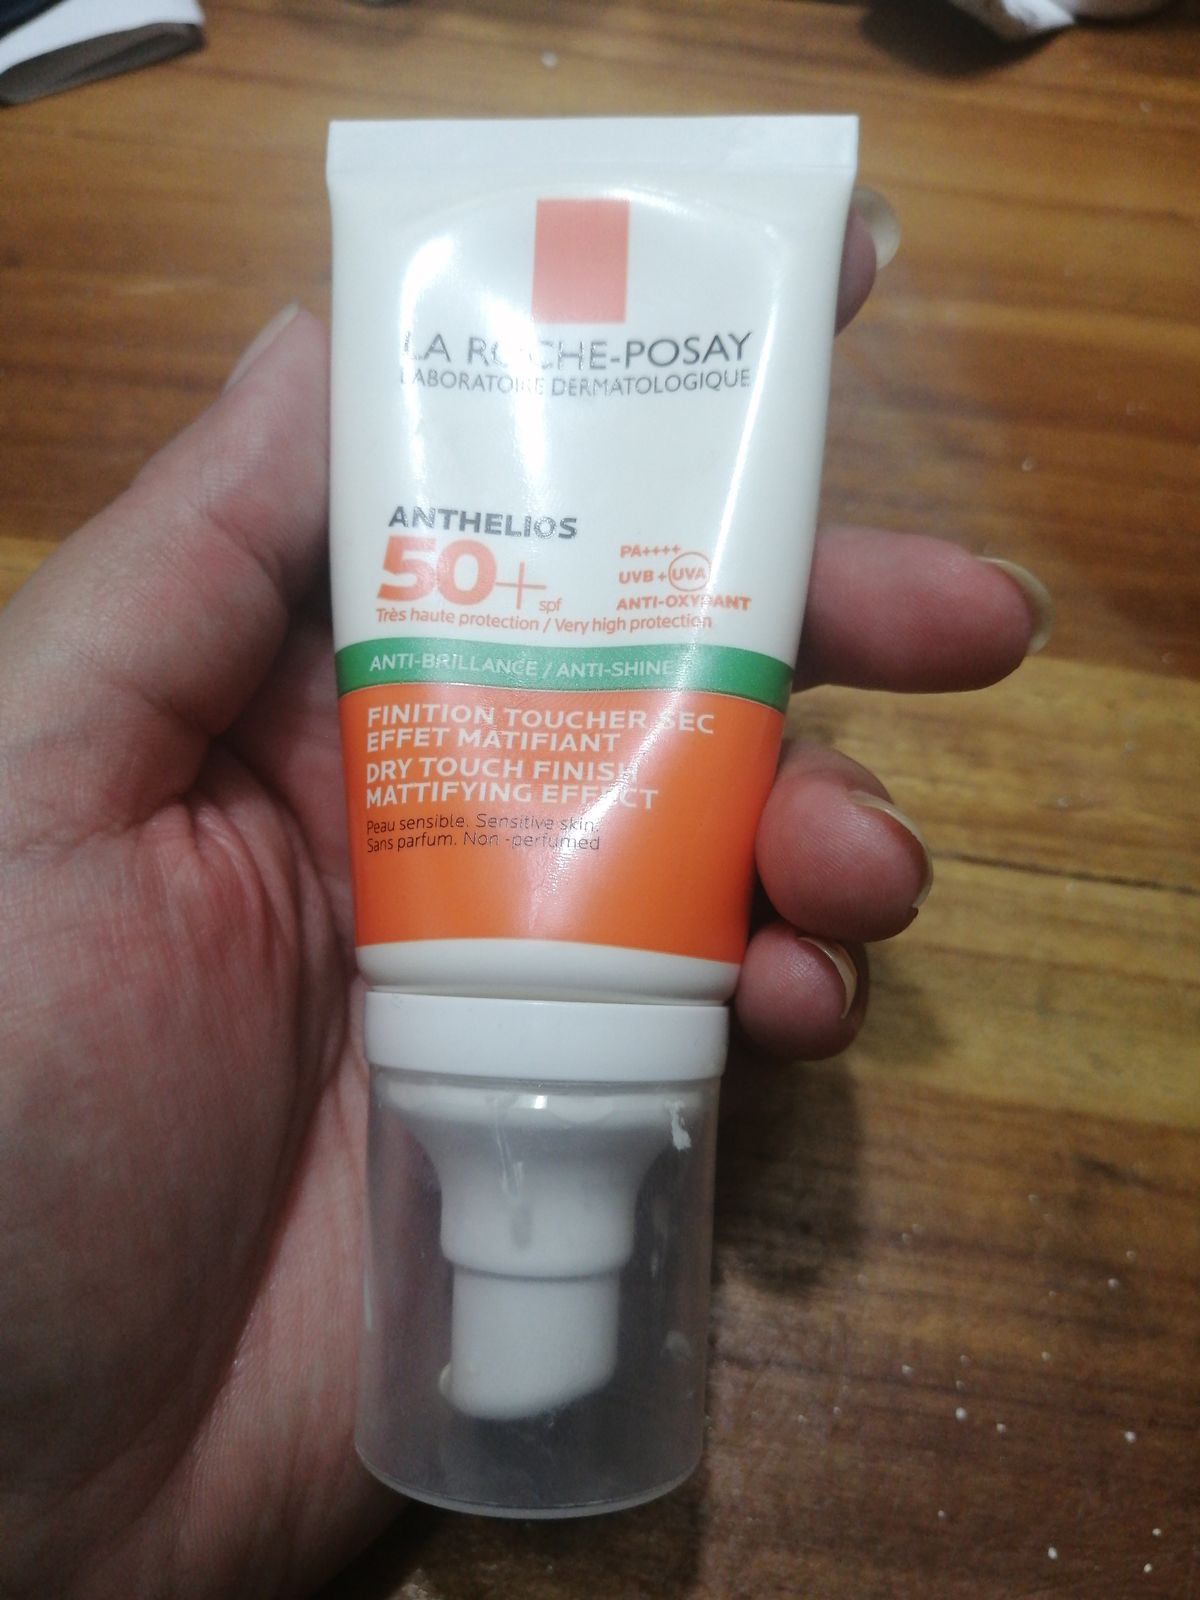 LA ROCHE-POSAY
LABORATOIRE DERMATOLOGIQUE
ANTHELIOS
50+ spf
PA++++
UVB + UVA
ANTI-OXYDANT
Très haute protection / Very high protection
ANTI-BRILLANCE / ANTI-SHINE
FINITION TOUCHER SEC
EFFET MATIFIANT
DRY TOUCH FINISH
MATTIFYING EFFECT
Peau sensible. Sensitive skin.
Sans parfum. Non -perfumed